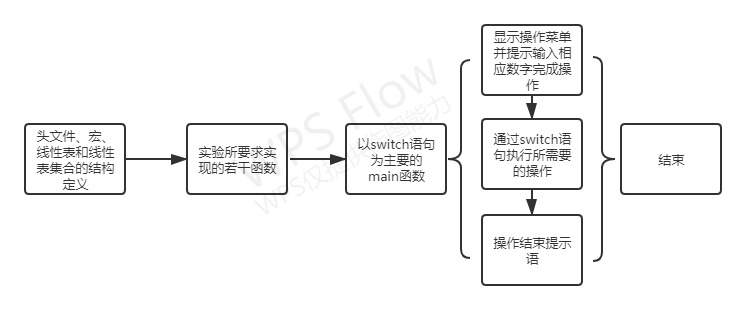 头文件、宏、
线性表和线性
表集合的结构
定义
实验所要求实
现的若干函数
以switch语句
为主要的
main函数
显示操作菜单
并提示输入相
应数字完成操
作
通过switch语
句执行所需要
的操作
操作结束提示
语
结束
WPS Flow